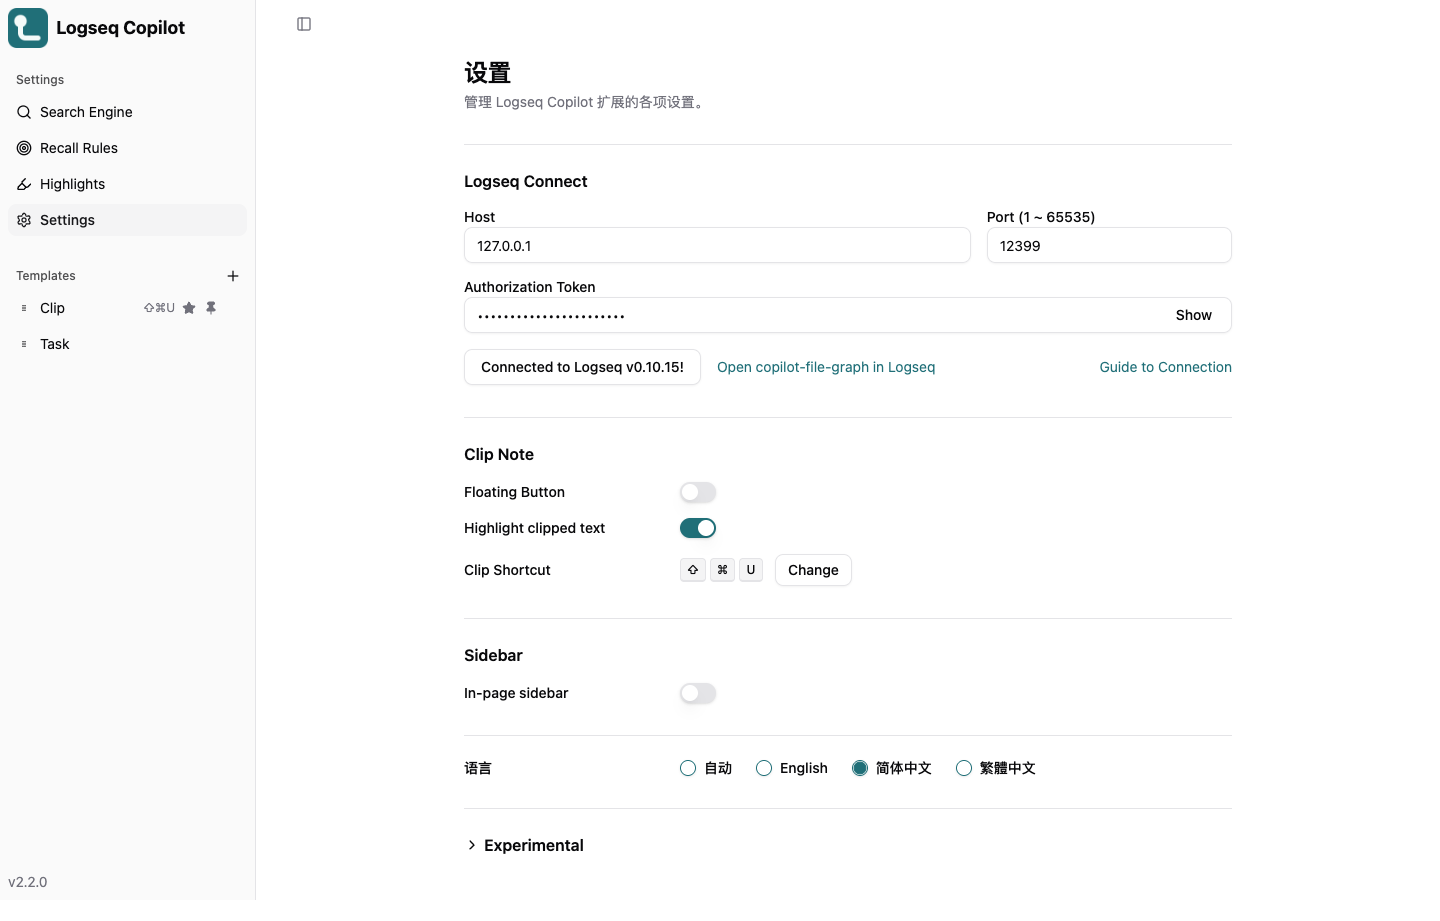 Logseq Copilot
Settings
Search Engine
Recall Rules
Highlights
Settings
Templates
Clip ⇧⌘U
Task
v2.2.0
设置
管理 Logseq Copilot 扩展的各项设置。
Logseq Connect
Host Port (1 ~ 65535)
127.0.0.1 12399
Authorization Token
••••••••••••••••••••••• Show
Connected to Logseq v0.10.15! Open copilot-file-graph in Logseq Guide to Connection
Clip Note
Floating Button
Highlight clipped text
Clip Shortcut ⇧ ⌘ U Change
Sidebar
In-page sidebar
语言 自动 English 简体中文 繁體中文
Experimental